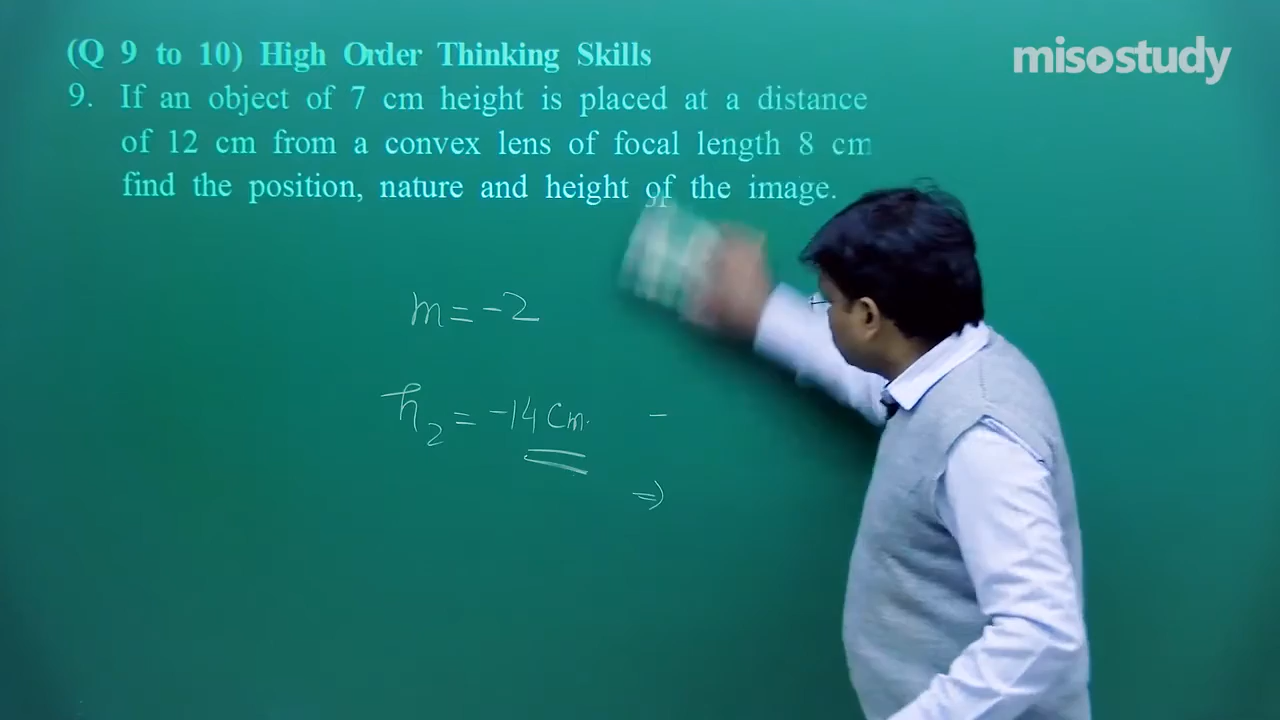 misostudy
(Q 9 to 10) High Order Thinking Skills
9. If an object of 7 cm height is placed at a distance
of 12 cm from a convex lens of focal length 8 cm
find the position, nature and height of the image.
m = -2
h2 = -14 Cm. -
⇒